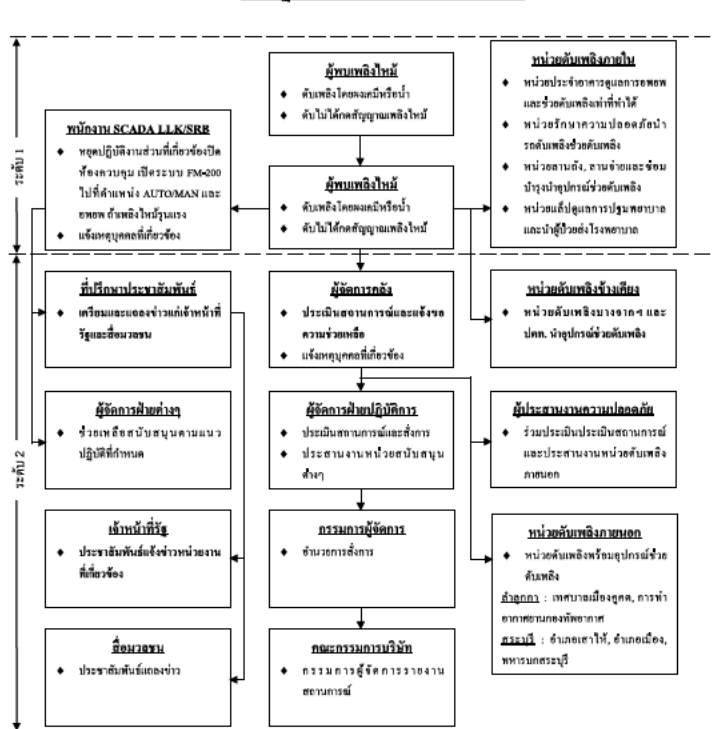 ระดับ 1
ผู้พบเพลิงไหม้
♦ ดับเพลิงโดยผงเคมีหรือน้ำ
♦ ดับไม่ได้กดสัญญาณเพลิงไหม้
หน่วยดับเพลิงภายใน
♦ หน่วยประจำอาคารดูแลการอพยพ
และช่วยดับเพลิงเท่าที่ทำได้
♦ หน่วยรักษาความปลอดภัยนำ
รถดับเพลิงช่วยดับเพลิง
♦ หน่วยลานถัง, ลานจ่ายและซ่อม
บำรุงนำอุปกรณ์ช่วยดับเพลิง
♦ หน่วยแล็ปดูแลการปฐมพยาบาล
และนำผู้ป่วยส่งโรงพยาบาล
พนักงาน SCADA LLK/SRB
♦ หยุดปฏิบัติงานส่วนที่เกี่ยวข้องปิด
ห้องควบคุม เปิดระบบ FM-200
ไปที่ตำแหน่ง AUTO/MAN และ
อพยพ ถ้าเพลิงไหม้รุนแรง
♦ แจ้งเหตุบุคคลที่เกี่ยวข้อง
ผู้พบเพลิงไหม้
♦ ดับเพลิงโดยผงเคมีหรือน้ำ
♦ ดับไม่ได้กดสัญญาณเพลิงไหม้
ระดับ 2
ที่ปรึกษาประชาสัมพันธ์
♦ เตรียมและแถลงข่าวแก่เจ้าหน้าที่
รัฐและสื่อมวลชน
ผู้จัดการคลัง
♦ ประเมินสถานการณ์และแจ้งขอ
ความช่วยเหลือ
♦ แจ้งเหตุบุคคลที่เกี่ยวข้อง
หน่วยดับเพลิงข้างเคียง
♦ หน่วยดับเพลิงบางจากฯ และ
ปตท. นำอุปกรณ์ช่วยดับเพลิง
ผู้จัดการฝ่ายต่างๆ
♦ ช่วยเหลือสนับสนุนตามแนว
ปฏิบัติที่กำหนด
ผู้จัดการฝ่ายปฏิบัติการ
♦ ประเมินสถานการณ์และสั่งการ
♦ ประสานงานหน่วยสนับสนุน
ต่างๆ
ผู้ประสานงานความปลอดภัย
♦ ร่วมประเมินประเมินสถานการณ์
และประสานงานหน่วยดับเพลิง
ภายนอก
เจ้าหน้าที่รัฐ
♦ ประชาสัมพันธ์แจ้งข่าวหน่วยงาน
ที่เกี่ยวข้อง
กรรมการผู้จัดการ
♦ อำนวยการสั่งการ
หน่วยดับเพลิงภายนอก
♦ หน่วยดับเพลิงพร้อมอุปกรณ์ช่วย
ดับเพลิง
ลำลูกกา : เทศบาลเมืองคูคต, การท่า
อากาศยานกองทัพอากาศ
สระบุรี : อำเภอเสาไห้, อำเภอเมือง,
ทหารบกสระบุรี
สื่อมวลชน
♦ ประชาสัมพันธ์แถลงข่าว
คณะกรรมการบริษัท
♦ กรรมการผู้จัดการรายงาน
สถานการณ์